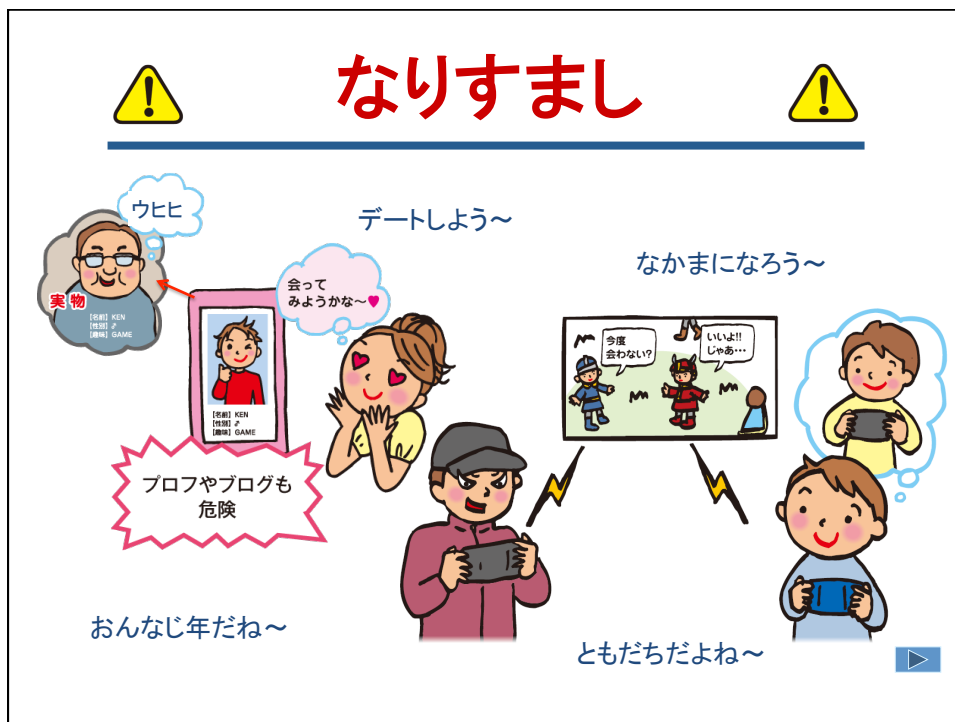 なりすまし
ウヒヒ
デートしよう～
なかまになろう～
会って
みようかな～♥
実物
【名前】KEN
【性別】♂
【趣味】GAME
今度
会わない?
いいよ!!
じゃあ…
【名前】KEN
【性別】♂
【趣味】GAME
プロフやブログも
危険
おんなじ年だね～
ともだちだよね～